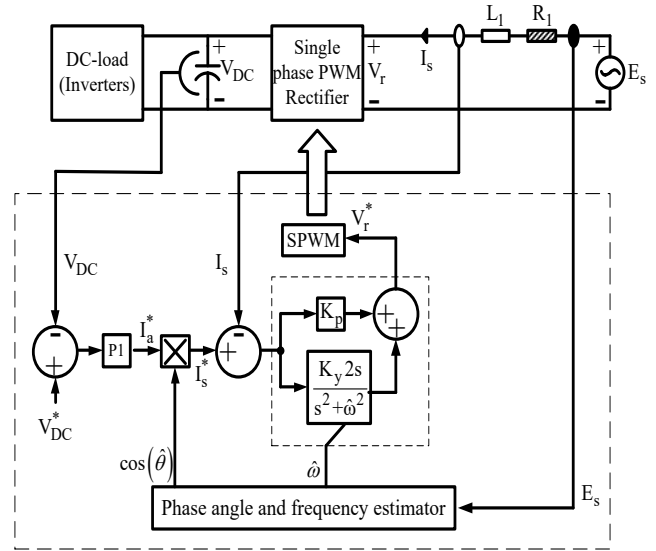 DC-load
(Inverters)
+
V_DC
-
Single
phase PWM
Rectifier
+
V_r
-
I_s
L_1
R_1
+
E_s
-
V_DC
I_s
SPWM
V_r^*
-
+
V_DC^*
P1
I_a^*
I_s^*
-
+
K_p
+
+
K_y 2s
s^2+ω̂^2
cos(θ̂)
ω̂
E_s
Phase angle and frequency estimator